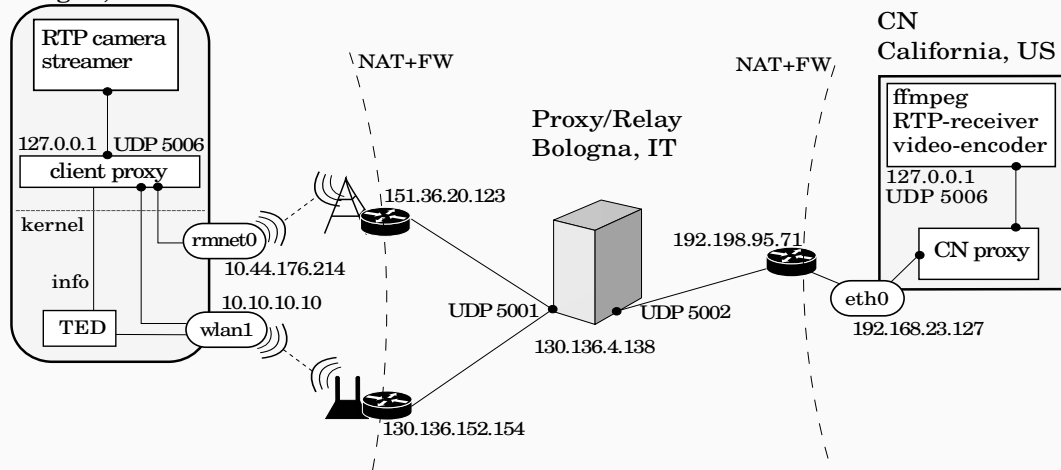 RTP camera
streamer
127.0.0.1 UDP 5006
client proxy
kernel
rmnet0
10.44.176.214
info
10.10.10.10
TED
wlan1
NAT+FW
151.36.20.123
130.136.152.154
Proxy/Relay
Bologna, IT
UDP 5001
UDP 5002
130.136.4.138
NAT+FW
192.198.95.71
CN
California, US
ffmpeg
RTP-receiver
video-encoder
127.0.0.1
UDP 5006
CN proxy
eth0
192.168.23.127